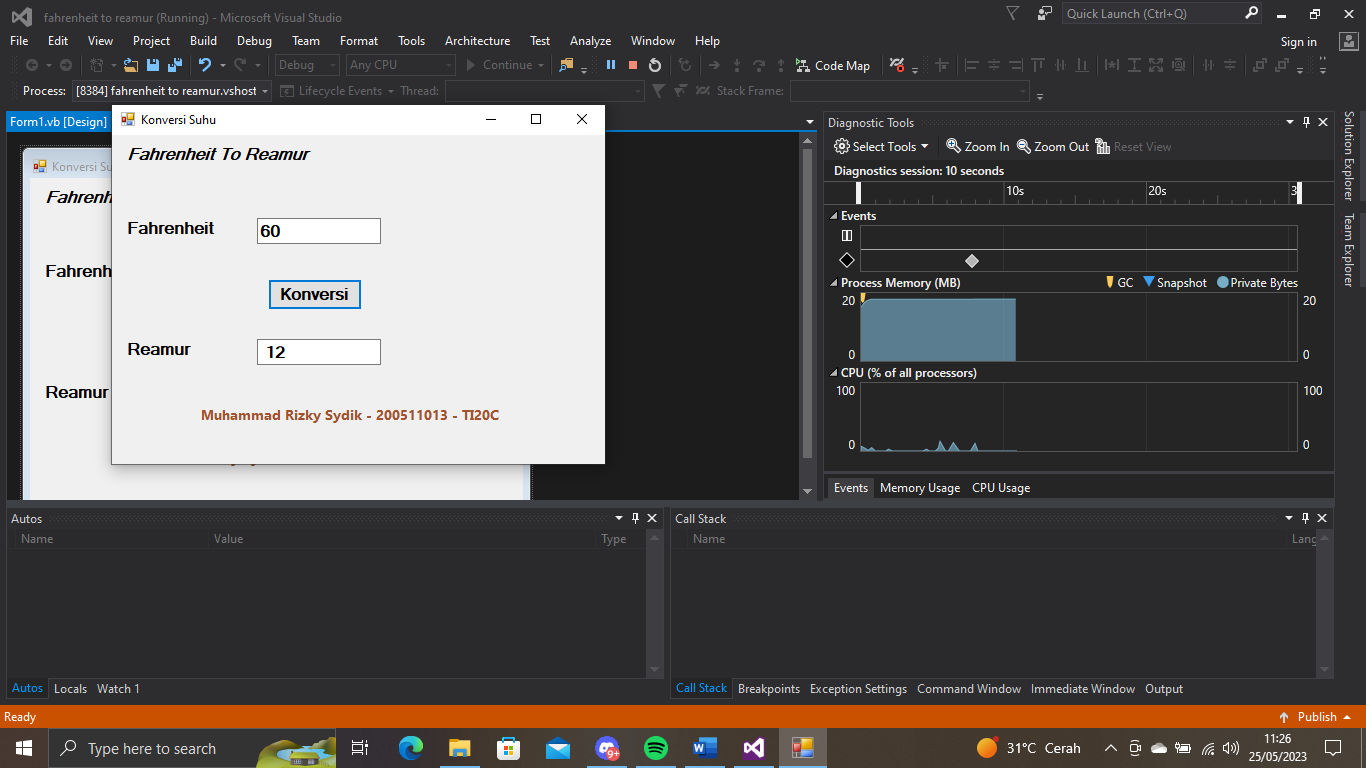 fahrenheit to reamur (Running) - Microsoft Visual Studio
Quick Launch (Ctrl+Q)
File Edit View Project Build Debug Team Format Tools Architecture Test Analyze Window Help
Sign in
Debug Any CPU Continue Code Map
Process: [8384] fahrenheit to reamur.vshost Lifecycle Events Thread: Stack Frame:
Form1.vb [Design]
Konversi Su
Fahrenh
Fahrenh
Reamur
Konversi Suhu
Fahrenheit To Reamur
Fahrenheit 60
Konversi
Reamur 12
Muhammad Rizky Sydik - 200511013 - TI20C
Diagnostic Tools
Select Tools Zoom In Zoom Out Reset View
Diagnostics session: 10 seconds
10s 20s 3
Events
Process Memory (MB) GC Snapshot Private Bytes
20 20
0 0
CPU (% of all processors)
100 100
0 0
Events Memory Usage CPU Usage
Solution Explorer
Team Explorer
Autos
Name Value Type
Autos Locals Watch 1
Call Stack
Name Lang
Call Stack Breakpoints Exception Settings Command Window Immediate Window Output
Ready
Publish
Type here to search
9+
31°C Cerah
11:26
25/05/2023